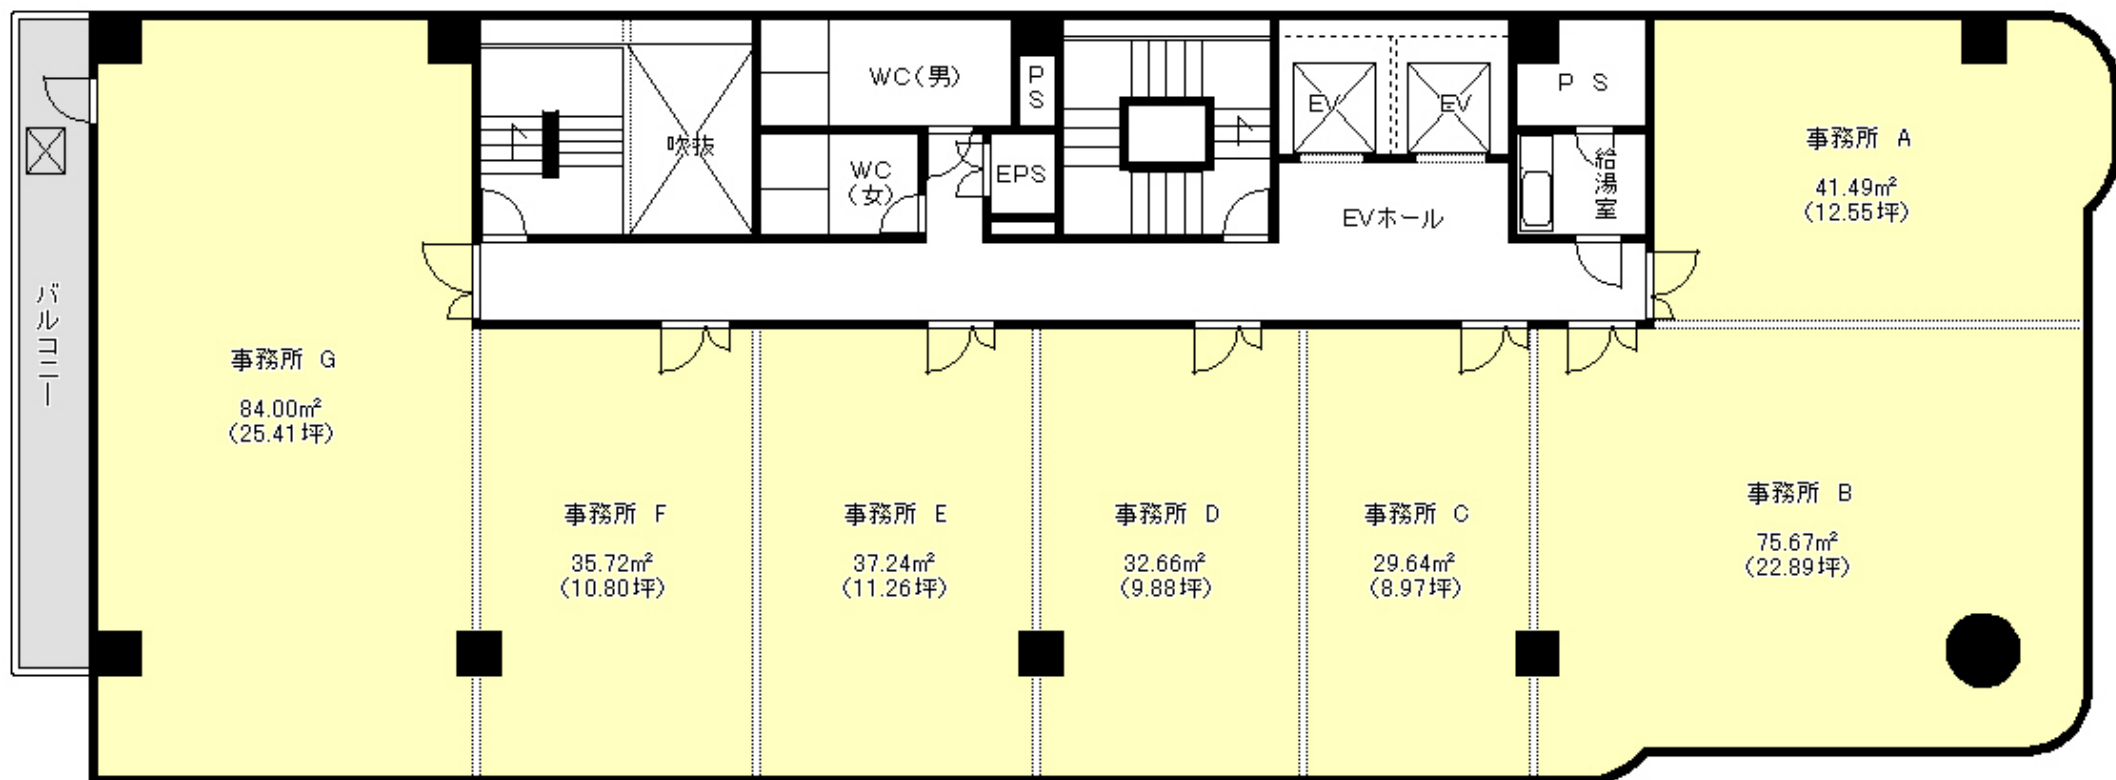 WC(男)
PS
EV
EV
P S
吹抜
WC
(女)
EPS
給湯室
EVホール
事務所 A
41.49m²
(12.55坪)
バルコニー
事務所 G
84.00m²
(25.41坪)
事務所 F
35.72m²
(10.80坪)
事務所 E
37.24m²
(11.26坪)
事務所 D
32.66m²
(9.88坪)
事務所 C
29.64m²
(8.97坪)
事務所 B
75.67m²
(22.89坪)